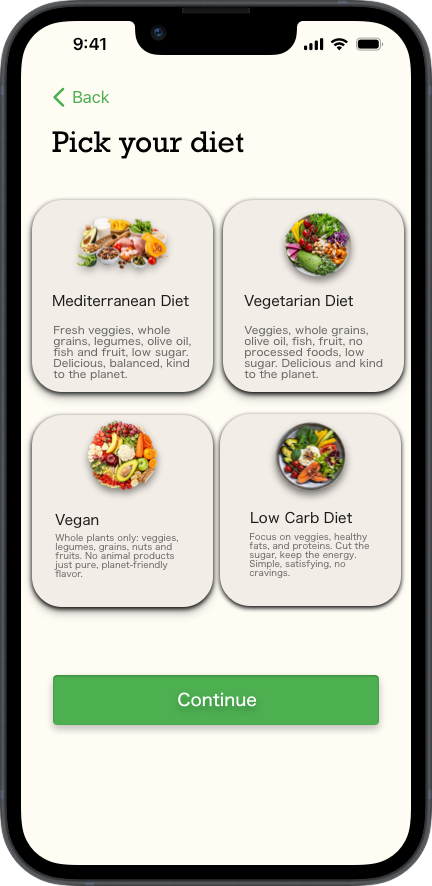 9:41
Back
Pick your diet
Mediterranean Diet
Fresh veggies, whole
grains, legumes, olive oil,
fish and fruit, low sugar.
Delicious, balanced, kind
to the planet.
Vegetarian Diet
Veggies, whole grains,
olive oil, fish, fruit, no
processed foods, low
sugar. Delicious and kind
to the planet.
Vegan
Whole plants only: veggies,
legumes, grains, nuts and
fruits. No animal products
just pure, planet-friendly
flavor.
Low Carb Diet
Focus on veggies, healthy
fats, and proteins. Cut the
sugar, keep the energy.
Simple, satisfying, no
cravings.
Continue